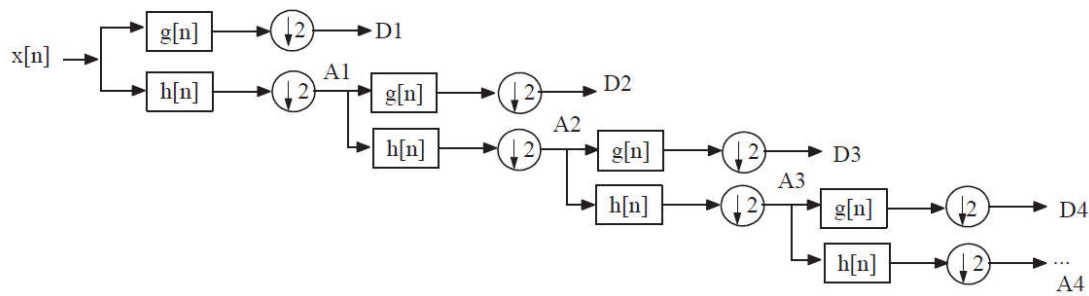 g[n] ↓2 D1
x[n]
h[n] ↓2 A1 g[n] ↓2 D2
h[n] ↓2 A2 g[n] ↓2 D3
h[n] ↓2 A3 g[n] ↓2 D4
h[n] ↓2 ...
A4